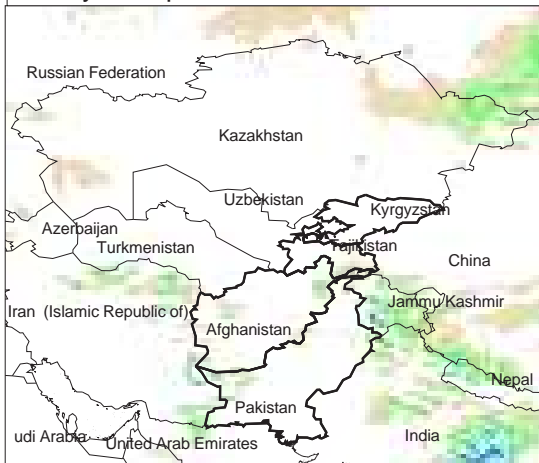 Russian Federation
Kazakhstan
Uzbekistan
Kyrgyzstan
Azerbaijan
Turkmenistan
Tajikistan
China
Iran (Islamic Republic of)
Jammu/Kashmir
Afghanistan
Nepal
Pakistan
udi Arabia
United Arab Emirates
India